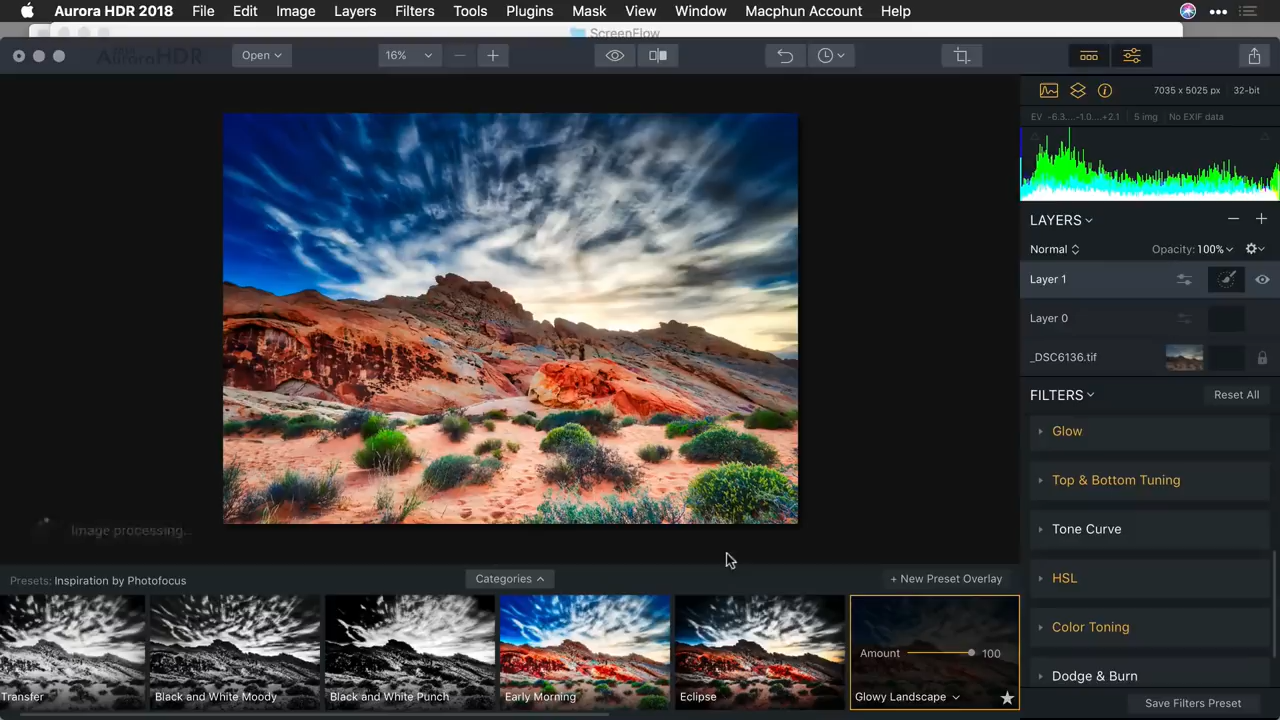 Aurora HDR 2018 File Edit Image Layers Filters Tools Plugins Mask View Window Macphun Account Help
ScreenFlow
AuroraHDR Open 16%
7035 x 5025 px 32-bit
EV -6.3....-1.0....+2.1 5 img No EXIF data
LAYERS
Normal Opacity: 100%
Layer 1
Layer 0
_DSC6136.tif
FILTERS Reset All
Glow
Top & Bottom Tuning
Tone Curve
HSL
Color Toning
Dodge & Burn
Save Filters Preset
Image processing...
Presets: Inspiration by Photofocus Categories + New Preset Overlay
Amount 100
Transfer Black and White Moody Black and White Punch Early Morning Eclipse Glowy Landscape